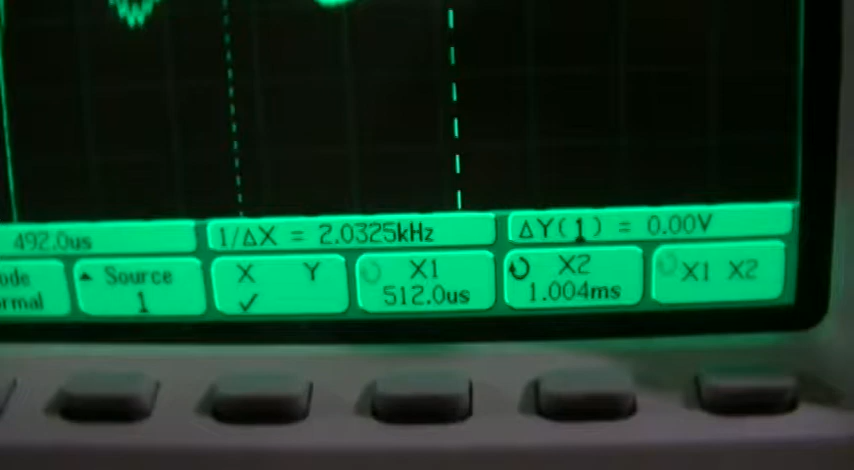 492.0us 1/ΔX = 2.0325kHz ΔY(1) = 0.00V
ode Source X Y X1 X2 X1 X2
rmal 1 ✓ 512.0us 1.004ms